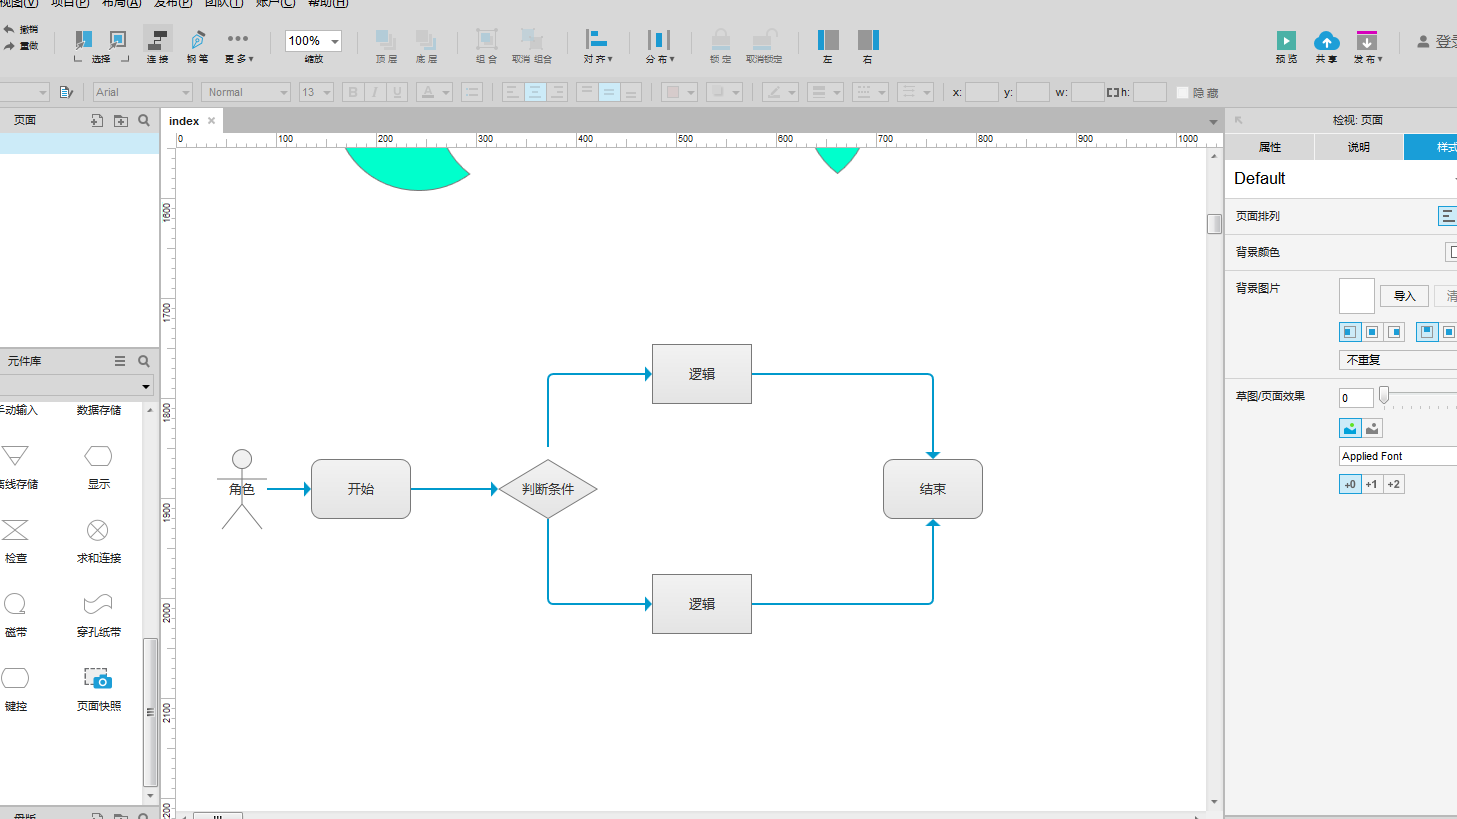 视图(V) 项目(P) 布局(A) 发布(P) 团队(T) 账户(C) 帮助(H)
撤销
重做
选择
连接
钢笔
更多▾
100%
缩放
顶层
底层
组合
取消 组合
对齐▾
分布▾
锁定
取消锁定
左
右
预览
共享
发布▾
登录
Arial
Normal
13
B I U
A
x: y: w: h: 隐藏
页面
index ×
检视: 页面
属性 说明 样式
0 100 200 300 400 500 600 700 800 900 1000
1600
1700
1800
1900
2000
2100
Default
页面排列
背景颜色
背景图片
导入
清
不重复
草图/页面效果
0
Applied Font
+0 +1 +2
元件库
手动输入 数据存储
离线存储 显示
检查 求和连接
磁带 穿孔纸带
键控 页面快照
母版
逻辑
角色 开始 判断条件 结束
逻辑